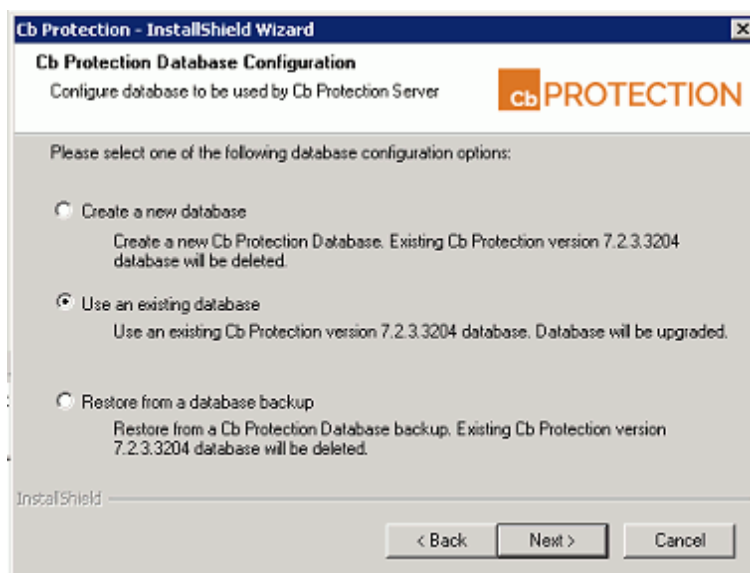 Cb Protection - InstallShield Wizard
Cb Protection Database Configuration
Configure database to be used by Cb Protection Server
Cb PROTECTION
Please select one of the following database configuration options:
Create a new database
Create a new Cb Protection Database. Existing Cb Protection version 7.2.3.3204
database will be deleted.
Use an existing database
Use an existing Cb Protection version 7.2.3.3204 database. Database will be upgraded.
Restore from a database backup
Restore from a Cb Protection Database backup. Existing Cb Protection version
7.2.3.3204 database will be deleted.
InstallShield
< Back
Next >
Cancel